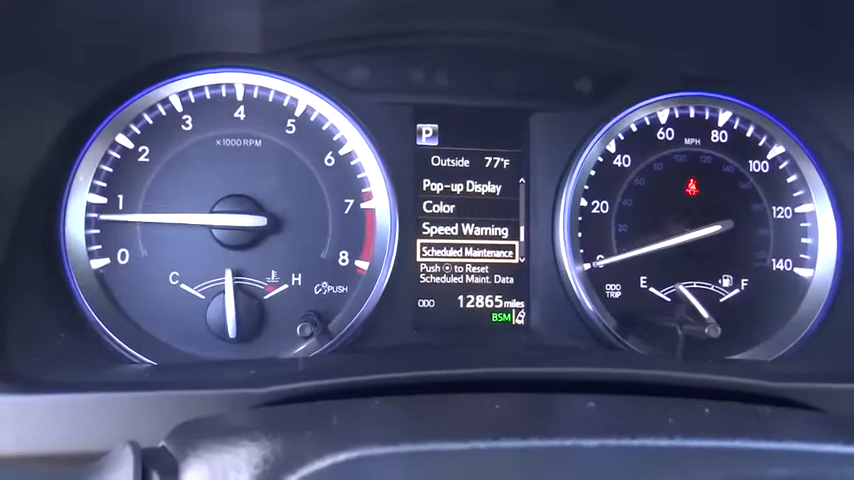 0 1 2 3 4 5 6 7 8
×1000 RPM
C H
PUSH
P
Outside 77°F
Pop-up Display
Color
Speed Warning
Scheduled Maintenance
Push to Reset
Scheduled Maint. Data
ODO 12865 miles
BSM
0 20 40 60 80 100 120 140
MPH
ODO
TRIP
E F